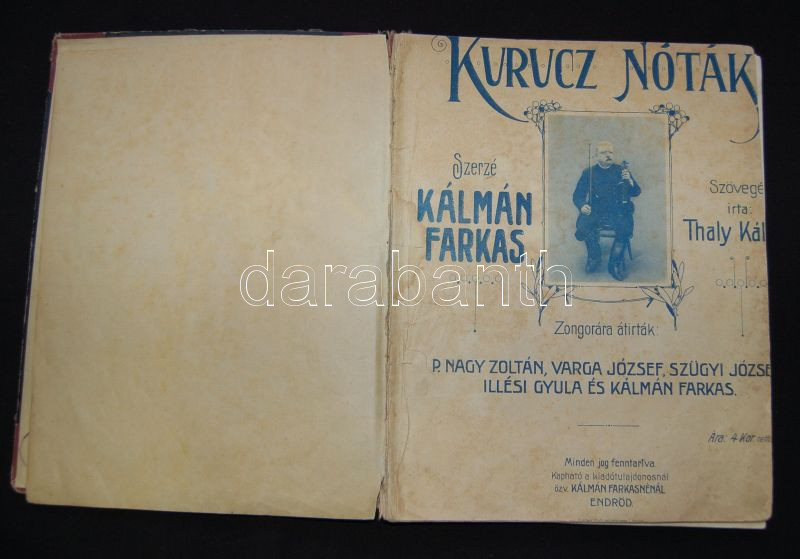 KURUCZ NÓTÁK
Szerzé
KÁLMÁN
FARKAS
Szövegé
irta:
Thaly Kál
darabanth
Zongorára átirták:
P. NAGY ZOLTÁN, VARGA JÓZSEF, SZÜGYI JÓZSE
ILLÉSI GYULA ÉS KÁLMÁN FARKAS.
Ára: 4 Kor.
Minden jog fenntartva.
Kapható a kiadótulajdonosnál
özv. KÁLMÁN FARKASNÉNÁL
ENDRŐD.